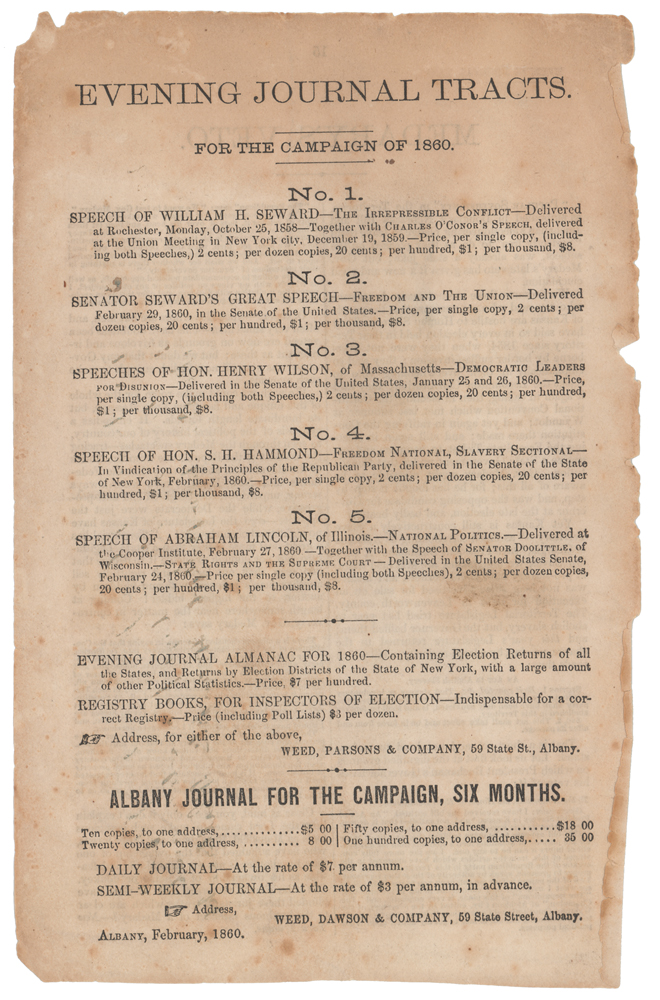 EVENING JOURNAL TRACTS.
FOR THE CAMPAIGN OF 1860.
No. 1.
SPEECH OF WILLIAM H. SEWARD—THE IRREPRESSIBLE CONFLICT—Delivered
at Rochester, Monday, October 25, 1858—Together with CHARLES O'CONOR'S SPEECH, delivered
at the Union Meeting in New York city, December 19, 1859.—Price, per single copy, (includ-
ing both Speeches,) 2 cents; per dozen copies, 20 cents; per hundred, $1; per thousand, $8.
No. 2.
SENATOR SEWARD'S GREAT SPEECH—FREEDOM AND THE UNION—Delivered
February 29, 1860, in the Senate of the United States.—Price, per single copy, 2 cents; per
dozen copies, 20 cents; per hundred, $1; per thousand, $8.
No. 3.
SPEECHES OF HON. HENRY WILSON, of Massachusetts—DEMOCRATIC LEADERS
FOR DISUNION—Delivered in the Senate of the United States, January 25 and 26, 1860.—Price,
per single copy, (including both Speeches,) 2 cents; per dozen copies, 20 cents; per hundred,
$1; per thousand, $8.
No. 4.
SPEECH OF HON. S. H. HAMMOND—FREEDOM NATIONAL, SLAVERY SECTIONAL—
In Vindication of the Principles of the Republican Party, delivered in the Senate of the State
of New York, February, 1860.—Price, per single copy, 2 cents; per dozen copies, 20 cents; per
hundred, $1; per thousand, $8.
No. 5.
SPEECH OF ABRAHAM LINCOLN, of Illinois.—NATIONAL POLITICS.—Delivered at
the Cooper Institute, February 27, 1860—Together with the Speech of SENATOR DOOLITTLE, of
Wisconsin.—STATE RIGHTS AND THE SUPREME COURT—Delivered in the United States Senate,
February 24, 1860.—Price per single copy (including both Speeches), 2 cents; per dozen copies,
20 cents; per hundred, $1; per thousand, $8.
EVENING JOURNAL ALMANAC FOR 1860—Containing Election Returns of all
the States, and Returns by Election Districts of the State of New York, with a large amount
of other Political Statistics.—Price, $7 per hundred.
REGISTRY BOOKS, FOR INSPECTORS OF ELECTION—Indispensable for a cor-
rect Registry.—Price (including Poll Lists) $3 per dozen.
☞ Address, for either of the above,
WEED, PARSONS & COMPANY, 59 State St., Albany.
ALBANY JOURNAL FOR THE CAMPAIGN, SIX MONTHS.
Ten copies, to one address,..............$5 00 | Fifty copies, to one address, ...........$18 00
Twenty copies, to one address, .......... 8 00 | One hundred copies, to one address,..... 35 00
DAILY JOURNAL—At the rate of $7 per annum.
SEMI-WEEKLY JOURNAL—At the rate of $3 per annum, in advance.
☞ Address,
WEED, DAWSON & COMPANY, 59 State Street, Albany.
ALBANY, February, 1860.